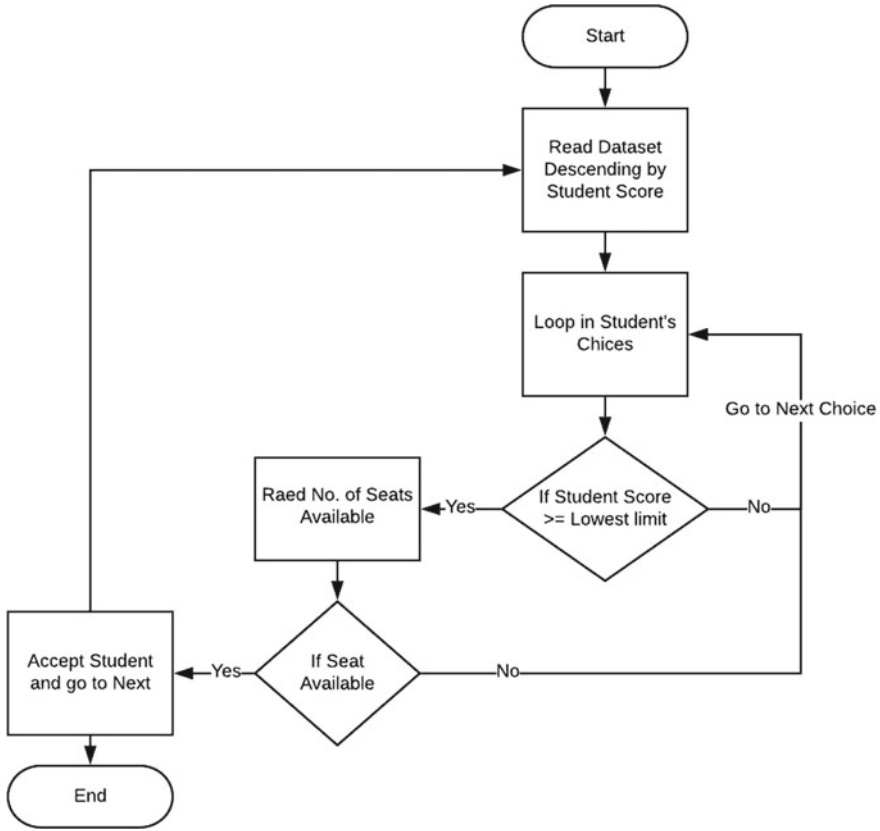 Start
Read Dataset
Descending by
Student Score
Loop in Student's
Chices
Go to Next Choice
If Student Score
>= Lowest limit
Yes
No
Raed No. of Seats
Available
If Seat
Available
Yes
No
Accept Student
and go to Next
End